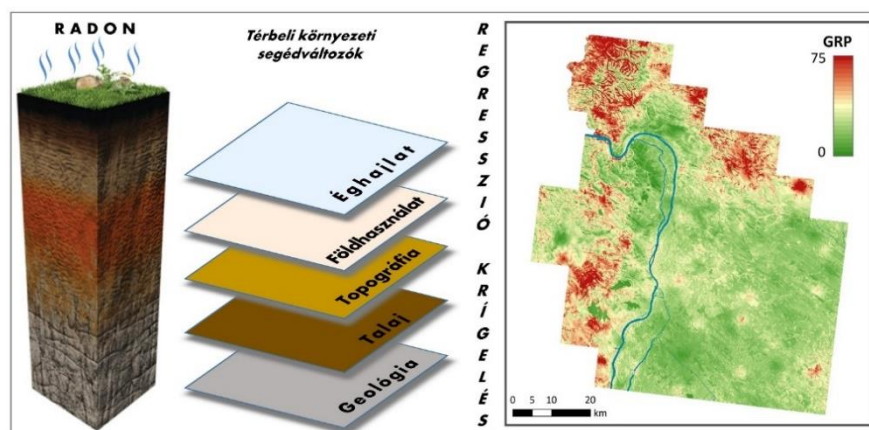 RADON
Térbeli környezeti
segédváltozók
Éghajlat
Földhasználat
Topográfia
Talaj
Geológia
REGRESSZIÓ KRÍGELÉS
GRP
75
0
0 5 10 20
km